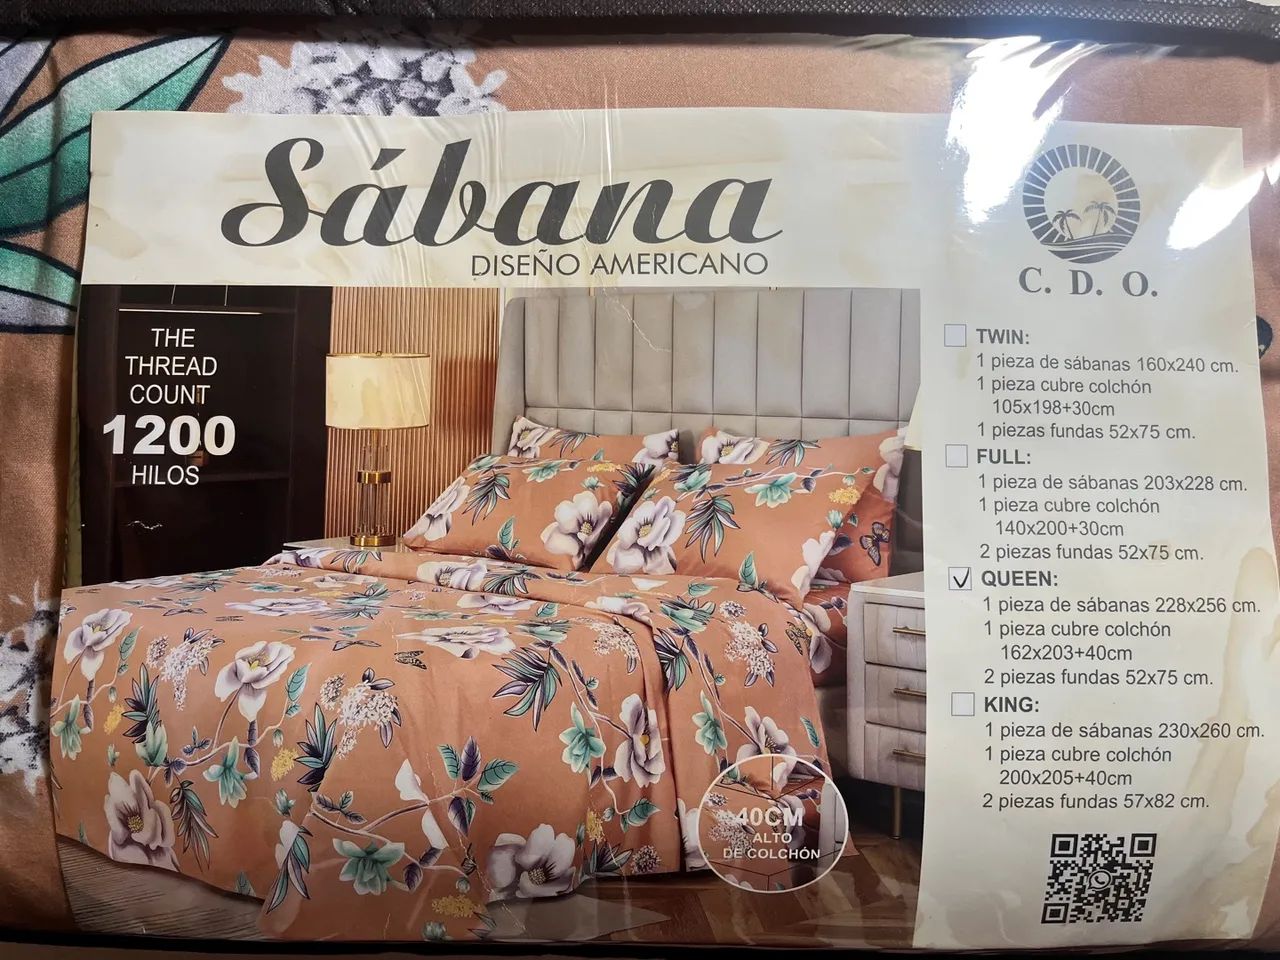 Sábana
DISEÑO AMERICANO
THE
THREAD
COUNT
1200
HILOS
40CM
ALTO
DE COLCHÓN
C. D. O.
TWIN:
1 pieza de sábanas 160x240 cm.
1 pieza cubre colchón
105x198+30cm
1 piezas fundas 52x75 cm.
FULL:
1 pieza de sábanas 203x228 cm.
1 pieza cubre colchón
140x200+30cm
2 piezas fundas 52x75 cm.
QUEEN:
1 pieza de sábanas 228x256 cm.
1 pieza cubre colchón
162x203+40cm
2 piezas fundas 52x75 cm.
KING:
1 pieza de sábanas 230x260 cm.
1 pieza cubre colchón
200x205+40cm
2 piezas fundas 57x82 cm.